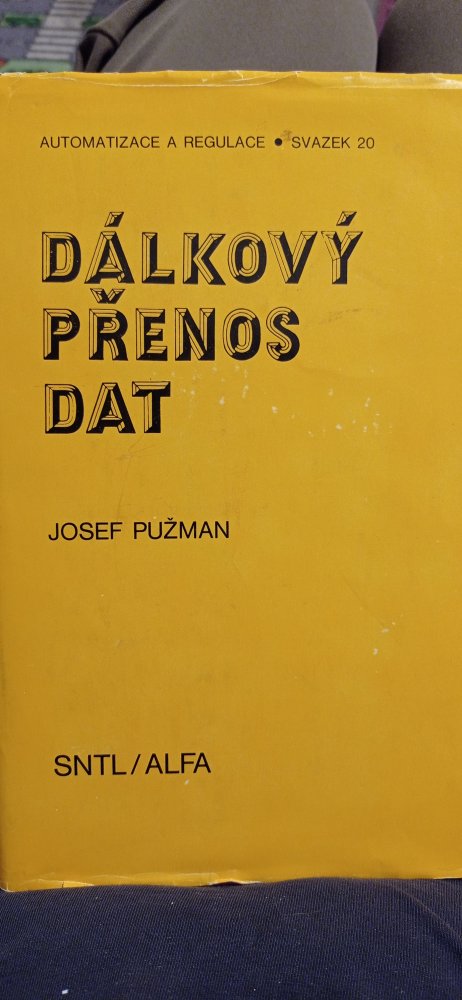 AUTOMATIZACE A REGULACE • SVAZEK 20
DÁLKOVÝ
PŘENOS
DAT
JOSEF PUŽMAN
SNTL/ALFA